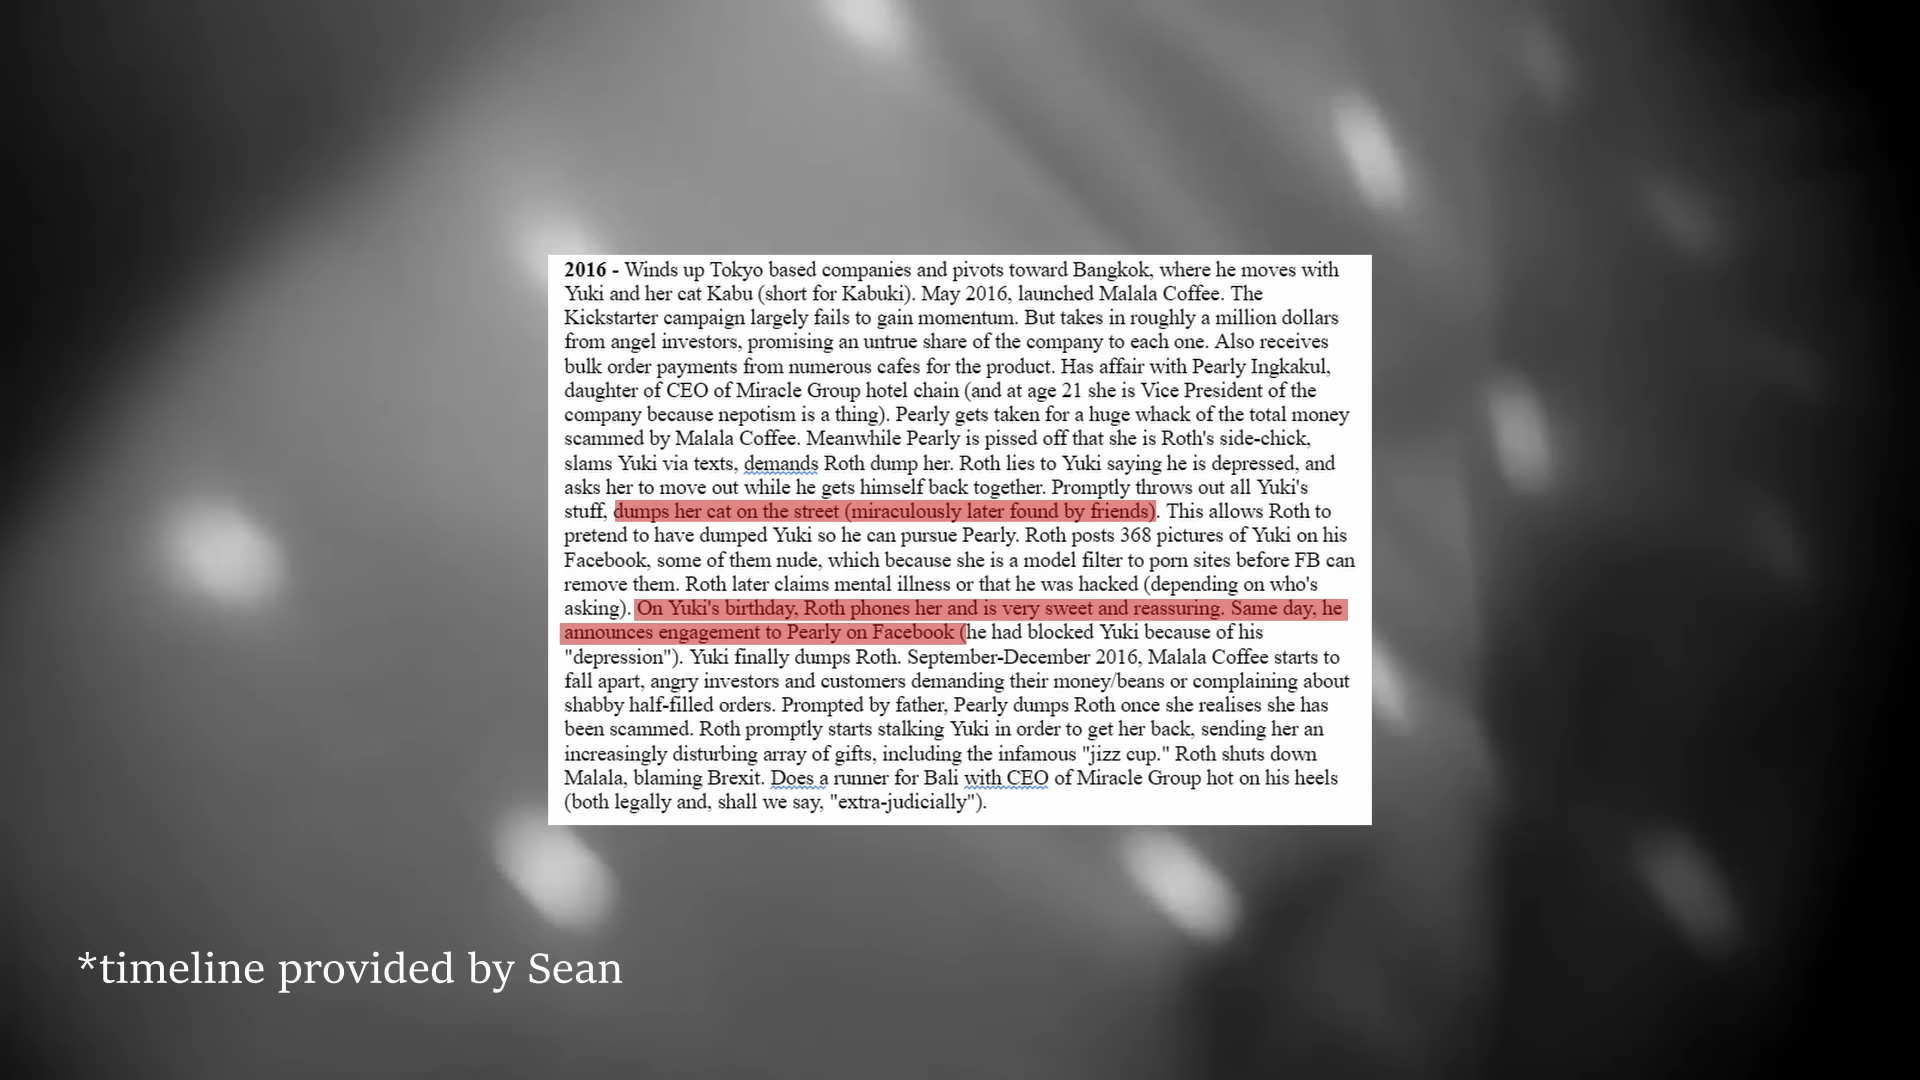 2016 - Winds up Tokyo based companies and pivots toward Bangkok, where he moves with
Yuki and her cat Kabu (short for Kabuki). May 2016, launched Malala Coffee. The
Kickstarter campaign largely fails to gain momentum. But takes in roughly a million dollars
from angel investors, promising an untrue share of the company to each one. Also receives
bulk order payments from numerous cafes for the product. Has affair with Pearly Ingkakul,
daughter of CEO of Miracle Group hotel chain (and at age 21 she is Vice President of the
company because nepotism is a thing). Pearly gets taken for a huge whack of the total money
scammed by Malala Coffee. Meanwhile Pearly is pissed off that she is Roth's side-chick,
slams Yuki via texts, demands Roth dump her. Roth lies to Yuki saying he is depressed, and
asks her to move out while he gets himself back together. Promptly throws out all Yuki's
stuff, dumps her cat on the street (miraculously later found by friends). This allows Roth to
pretend to have dumped Yuki so he can pursue Pearly. Roth posts 368 pictures of Yuki on his
Facebook, some of them nude, which because she is a model filter to porn sites before FB can
remove them. Roth later claims mental illness or that he was hacked (depending on who's
asking). On Yuki's birthday, Roth phones her and is very sweet and reassuring. Same day, he
announces engagement to Pearly on Facebook (he had blocked Yuki because of his
"depression"). Yuki finally dumps Roth. September-December 2016, Malala Coffee starts to
fall apart, angry investors and customers demanding their money/beans or complaining about
shabby half-filled orders. Prompted by father, Pearly dumps Roth once she realises she has
been scammed. Roth promptly starts stalking Yuki in order to get her back, sending her an
increasingly disturbing array of gifts, including the infamous "jizz cup." Roth shuts down
Malala, blaming Brexit. Does a runner for Bali with CEO of Miracle Group hot on his heels
(both legally and, shall we say, "extra-judicially").
*timeline provided by Sean